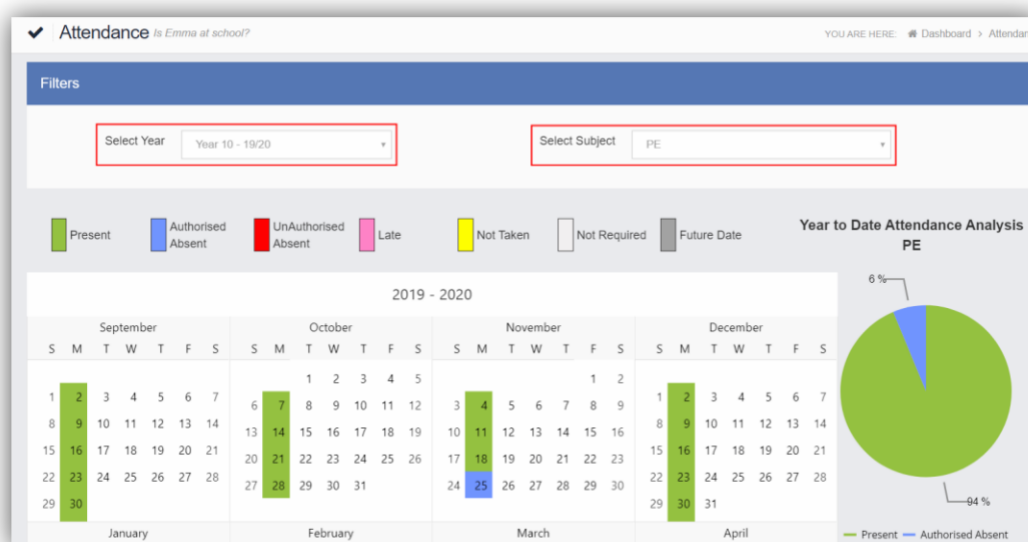 Attendance Is Emma at school?
YOU ARE HERE: Dashboard > Attendan
Filters
Select Year Year 10 - 19/20
Select Subject PE
Present
Authorised Absent
UnAuthorised Absent
Late
Not Taken
Not Required
Future Date
Year to Date Attendance Analysis
PE
6 %
94 %
Present Authorised Absent
2019 - 2020
September
S M T W T F S
1 2 3 4 5 6 7
8 9 10 11 12 13 14
15 16 17 18 19 20 21
22 23 24 25 26 27 28
29 30
October
S M T W T F S
1 2 3 4 5
6 7 8 9 10 11 12
13 14 15 16 17 18 19
20 21 22 23 24 25 26
27 28 29 30 31
November
S M T W T F S
1 2
3 4 5 6 7 8 9
10 11 12 13 14 15 16
17 18 19 20 21 22 23
24 25 26 27 28 29 30
December
S M T W T F S
1 2 3 4 5 6 7
8 9 10 11 12 13 14
15 16 17 18 19 20 21
22 23 24 25 26 27 28
29 30 31
January
February
March
April